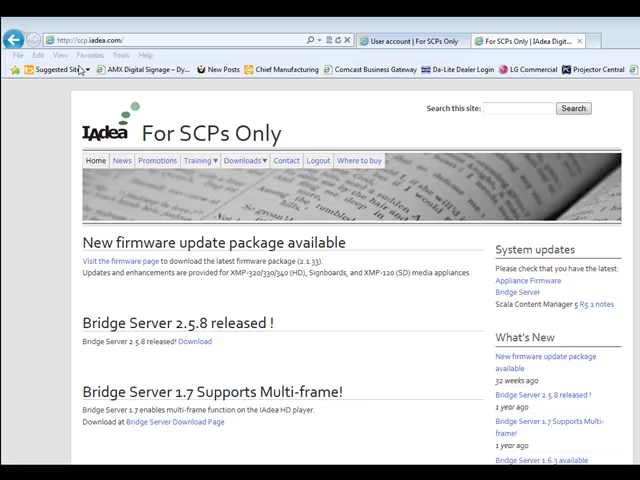 http://scp.iadea.com/
User account | For SCPs Only
For SCPs Only | IAdea Digit...
File Edit View Favorites Tools Help
Suggested Sit
AMX Digital Signage – Dy...
New Posts
Chief Manufacturing
Comcast Business Gateway
Da-Lite Dealer Login
LG Commercial
Projector Central
IAdea
For SCPs Only
Search this site:
Search
Home News Promotions Training Downloads Contact Logout Where to buy
New firmware update package available
Visit the firmware page to download the latest firmware package (2.1.33).
Updates and enhancements are provided for XMP-320/330/340 (HD), Signboards, and XMP-120 (SD) media appliances
Bridge Server 2.5.8 released !
Bridge Server 2.5.8 released! Download
Bridge Server 1.7 Supports Multi-frame!
Bridge Server 1.7 enables multi-frame function on the IAdea HD player.
Download at Bridge Server Download Page
System updates
Please check that you have the latest:
Appliance Firmware
Bridge Server
Scala Content Manager 5 R5.1 notes
What's New
New firmware update package
available
32 weeks ago
Bridge Server 2.5.8 released !
1 year ago
Bridge Server 1.7 Supports Multi-
frame!
1 year ago
Bridge Server 1.6.3 available